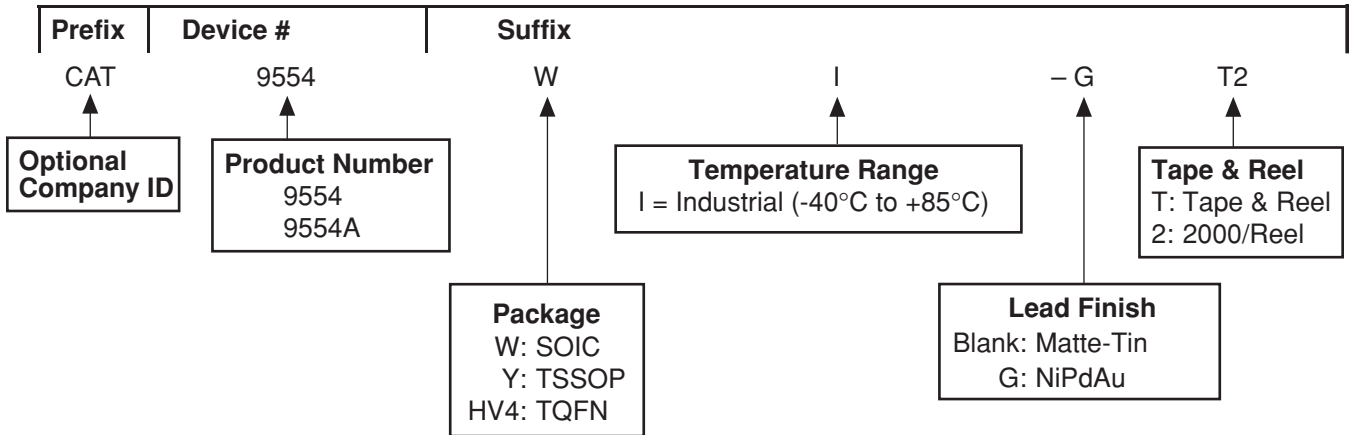 Prefix Device # Suffix
CAT 9554 W I – G T2
Optional
Company ID
Product Number
9554
9554A
Temperature Range
I = Industrial (-40°C to +85°C)
Tape & Reel
T: Tape & Reel
2: 2000/Reel
Package
W: SOIC
Y: TSSOP
HV4: TQFN
Lead Finish
Blank: Matte-Tin
G: NiPdAu